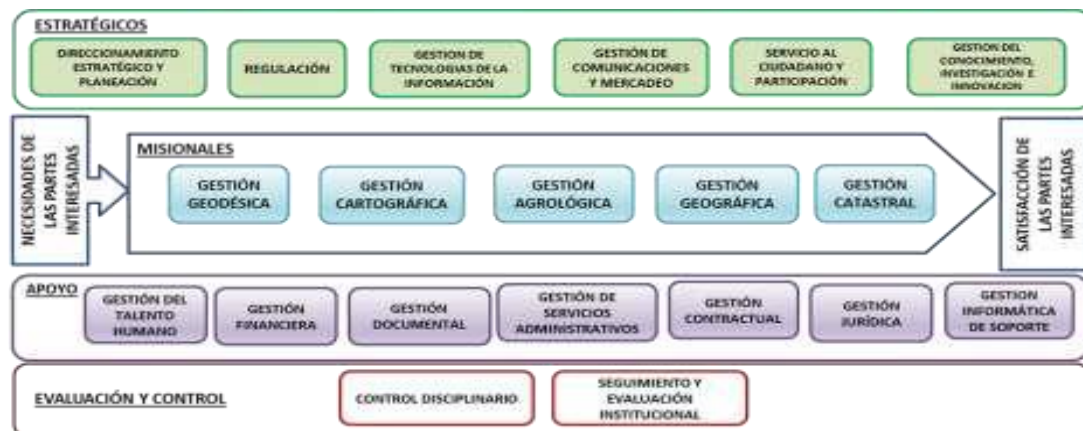 ESTRATÉGICOS
DIRECCIONAMIENTO
ESTRATÉGICO Y
PLANEACIÓN
REGULACIÓN
GESTION DE
TECNOLOGIAS DE LA
INFORMACIÓN
GESTIÓN DE
COMUNICACIONES
Y MERCADEO
SERVICIO AL
CIUDADANO Y
PARTICIPACIÓN
GESTION DEL
CONOCIMIENTO,
INVESTIGACIÓN E
INNOVACION
NECESIDADES DE
LAS PARTES
INTERESADAS
MISIONALES
GESTIÓN
GEODÉSICA
GESTIÓN
CARTOGRÁFICA
GESTIÓN
AGROLÓGICA
GESTIÓN
GEOGRÁFICA
GESTIÓN
CATASTRAL
SATISFACCIÓN DE
LAS PARTES
INTERESADAS
APOYO
GESTIÓN DEL
TALENTO
HUMANO
GESTIÓN
FINANCIERA
GESTIÓN
DOCUMENTAL
GESTIÓN DE
SERVICIOS
ADMINISTRATIVOS
GESTIÓN
CONTRACTUAL
GESTIÓN
JURÍDICA
GESTION
INFORMÁTICA
DE SOPORTE
EVALUACIÓN Y CONTROL
CONTROL DISCIPLINARIO
SEGUIMIENTO Y
EVALUACIÓN
INSTITUCIONAL